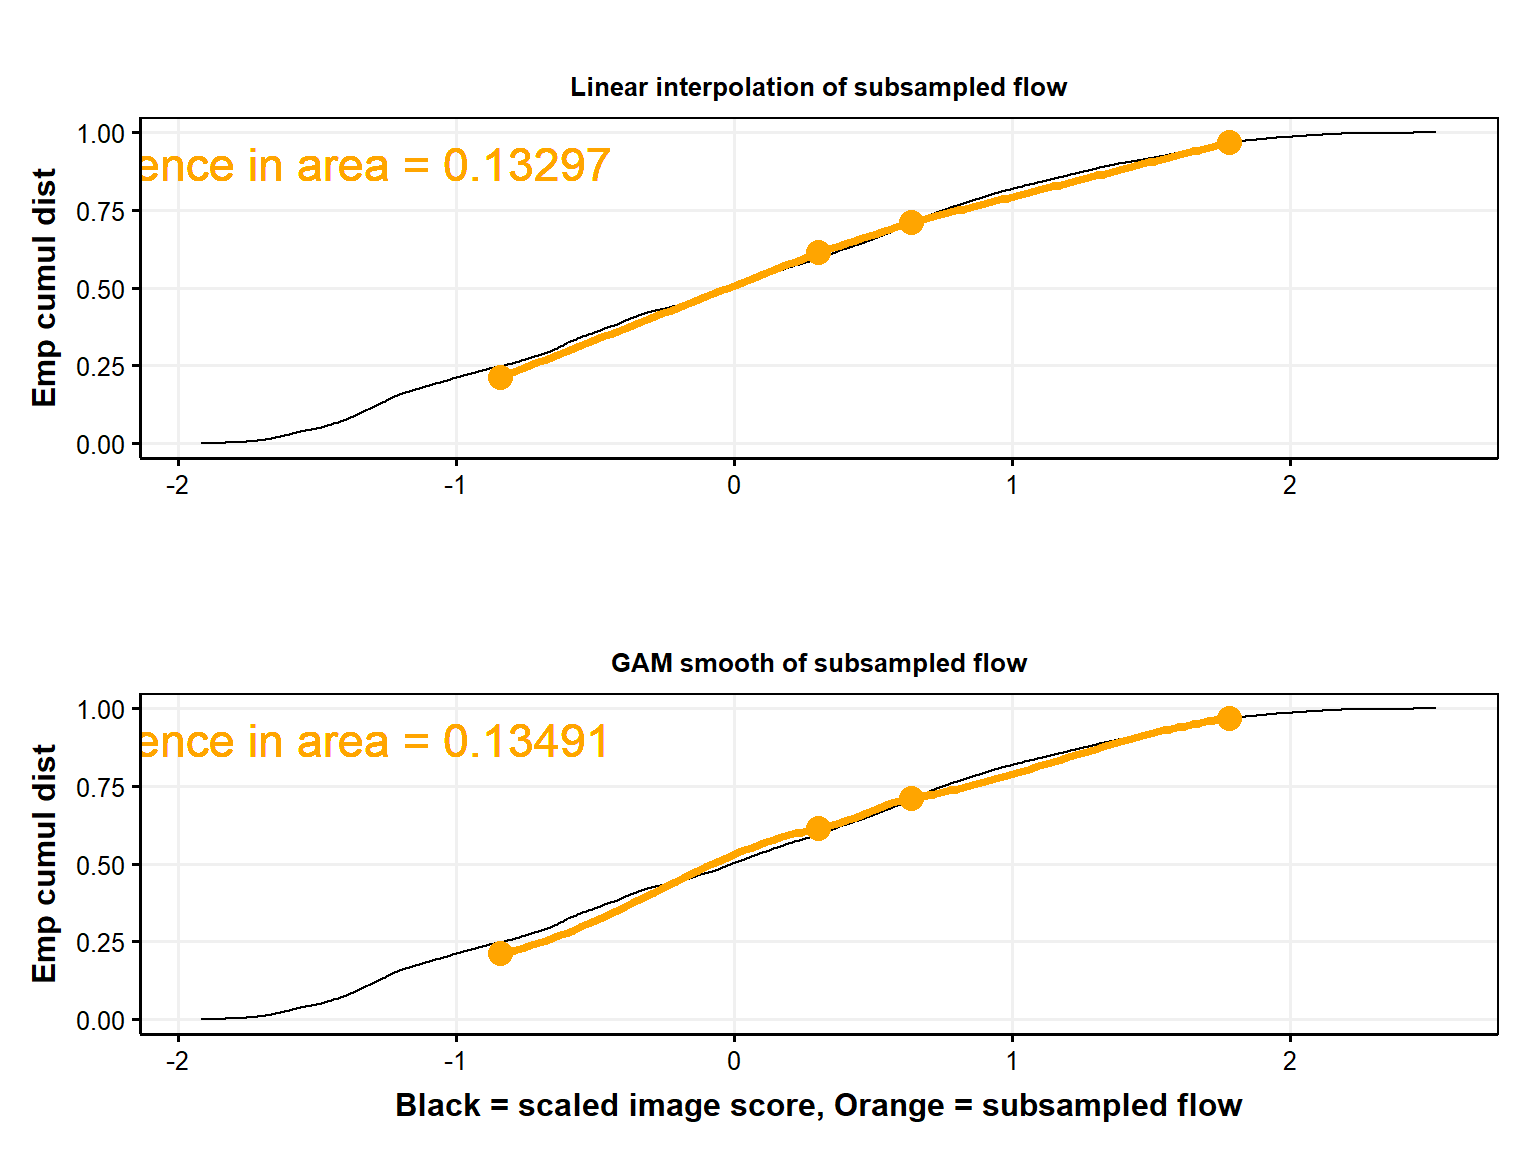 Linear interpolation of subsampled flow
ence in area = 0.13297
Emp cumul dist
1.00
0.75
0.50
0.25
0.00
-2 -1 0 1 2
GAM smooth of subsampled flow
ence in area = 0.13491
Emp cumul dist
1.00
0.75
0.50
0.25
0.00
-2 -1 0 1 2
Black = scaled image score, Orange = subsampled flow